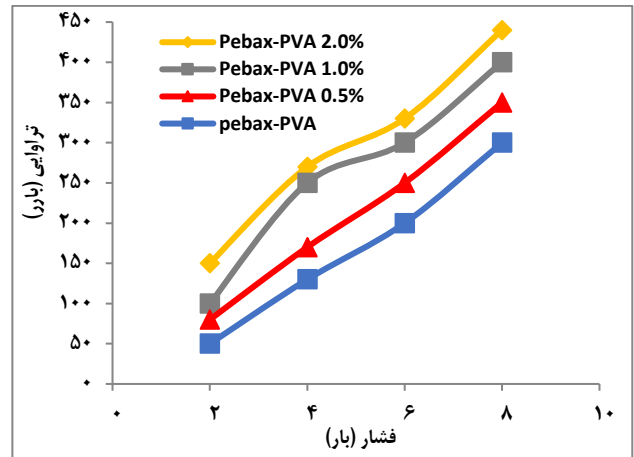 ۴۵۰
۴۰۰
۳۵۰
۳۰۰
۲۵۰
۲۰۰
۱۵۰
۱۰۰
۵۰
۰
تراوایی (بارر)
Pebax-PVA 2.0%
Pebax-PVA 1.0%
Pebax-PVA 0.5%
pebax-PVA
۰ ۲ ۴ ۶ ۸ ۱۰
فشار (بار)